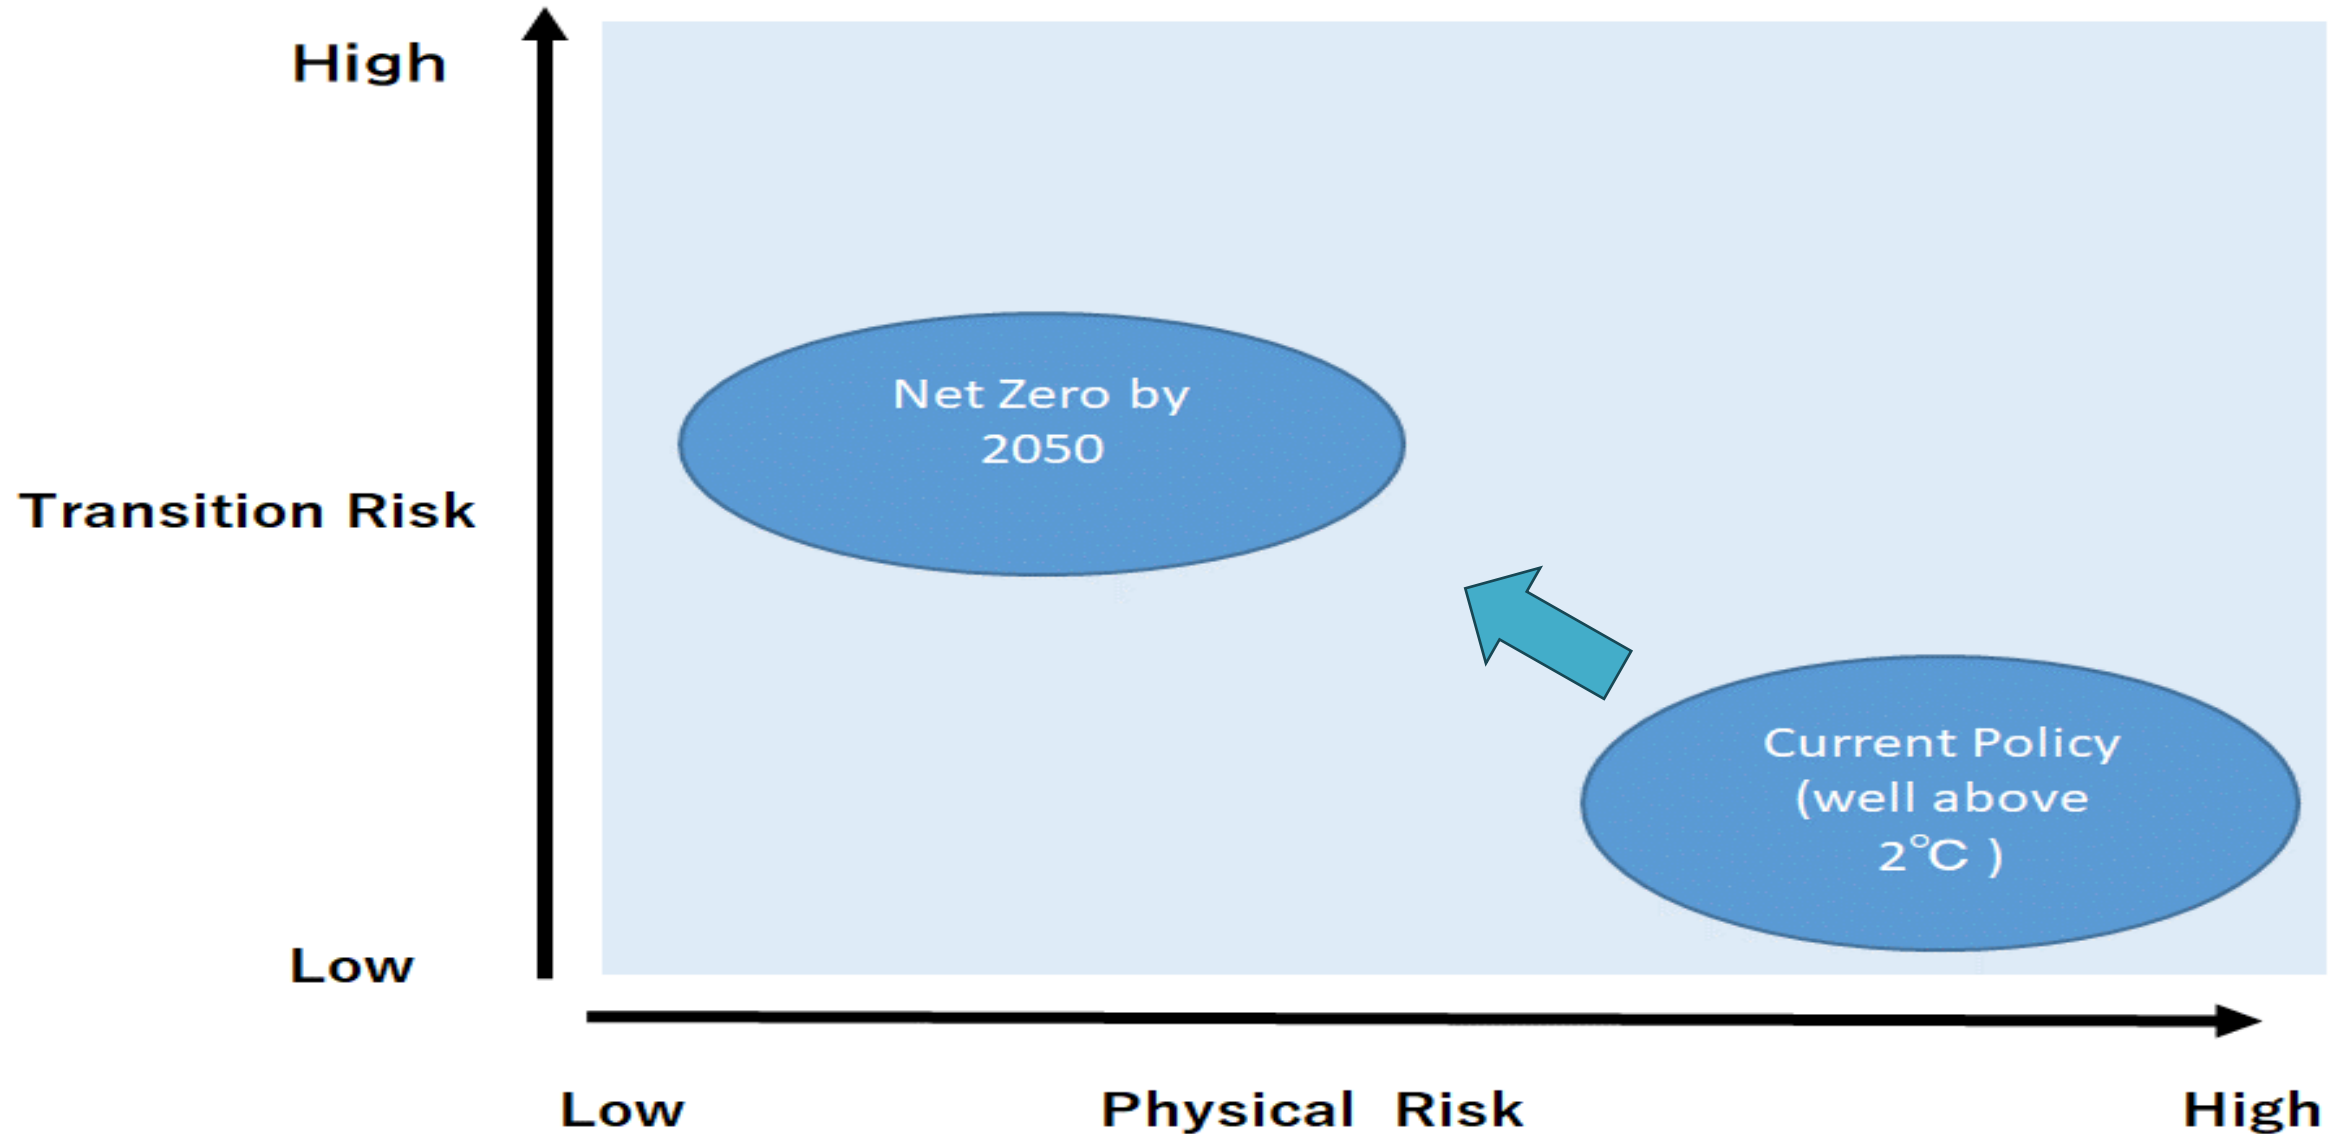 High
Net Zero by
2050
Transition Risk
Current Policy
(well above
2℃ )
Low
Low
Physical Risk
High